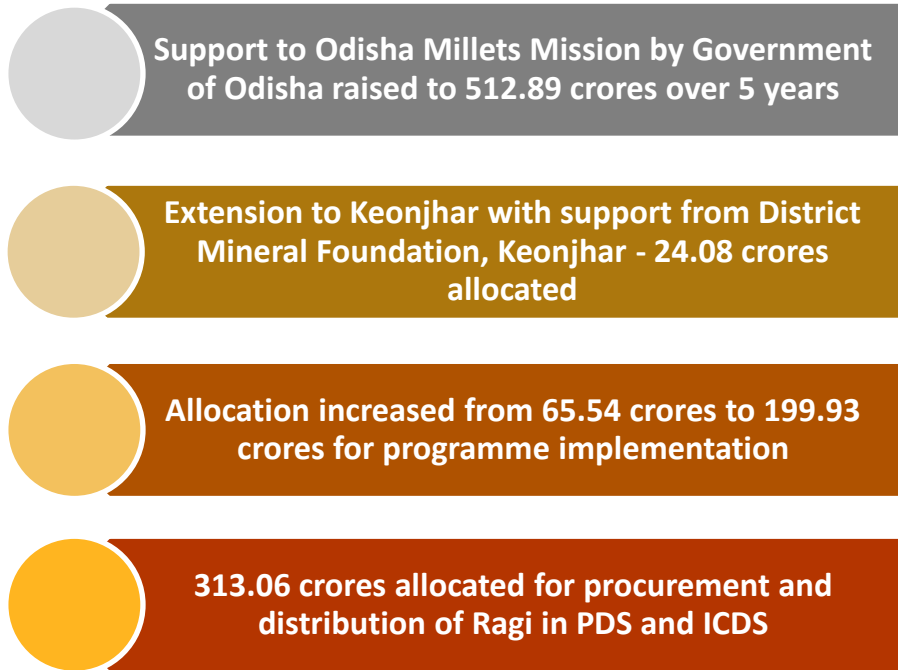 Support to Odisha Millets Mission by Government
of Odisha raised to 512.89 crores over 5 years
Extension to Keonjhar with support from District
Mineral Foundation, Keonjhar - 24.08 crores
allocated
Allocation increased from 65.54 crores to 199.93
crores for programme implementation
313.06 crores allocated for procurement and
distribution of Ragi in PDS and ICDS